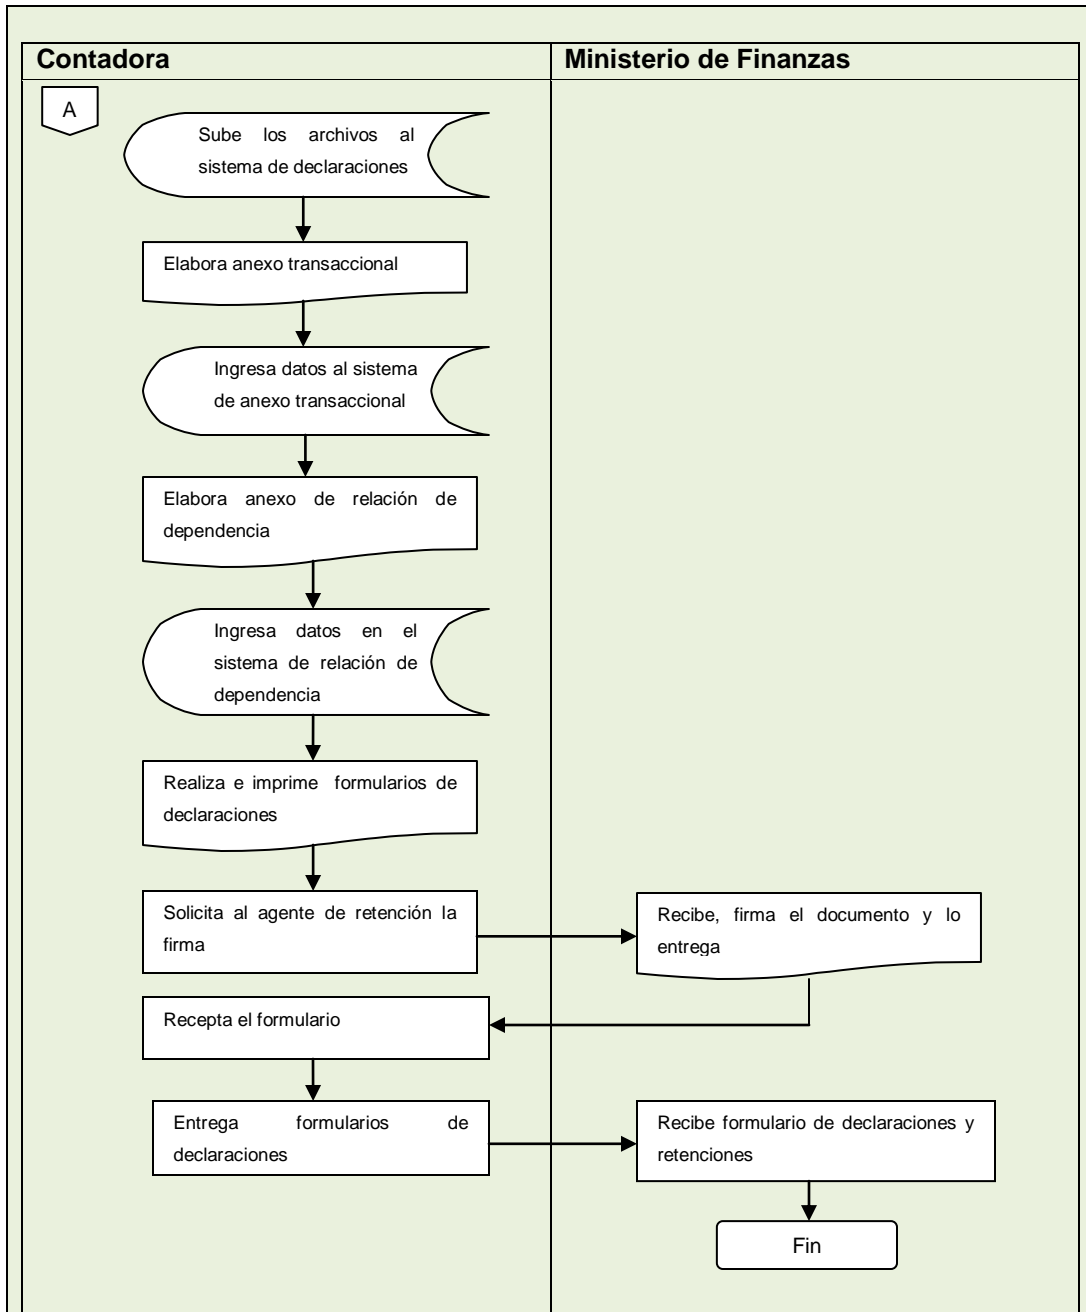 Contadora
Ministerio de Finanzas
A
Sube los archivos al
sistema de declaraciones
Elabora anexo transaccional
Ingresa datos al sistema
de anexo transaccional
Elabora anexo de relación de
dependencia
Ingresa datos en el
sistema de relación de
dependencia
Realiza e imprime formularios de
declaraciones
Solicita al agente de retención la
firma
Recibe, firma el documento y lo
entrega
Recepta el formulario
Entrega formularios de
declaraciones
Recibe formulario de declaraciones y
retenciones
Fin